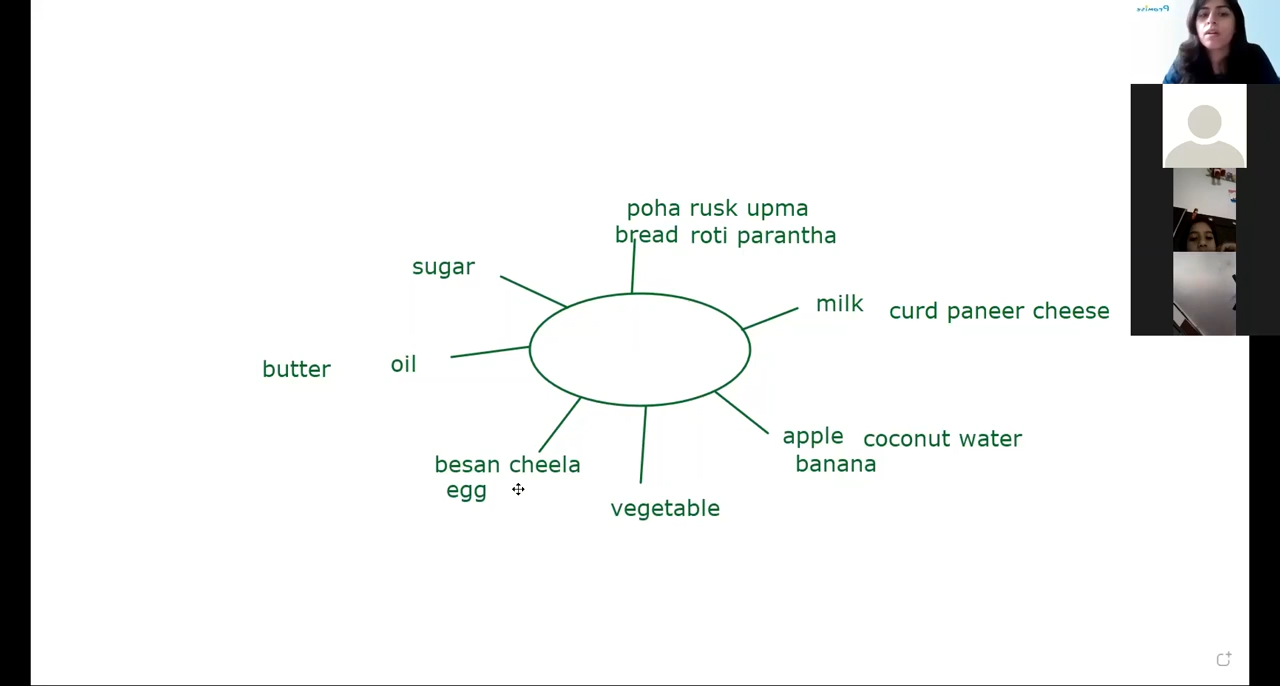 Promise
poha rusk upma
bread roti parantha
sugar
milk
curd paneer cheese
oil
butter
apple
coconut water
banana
besan cheela
egg
vegetable